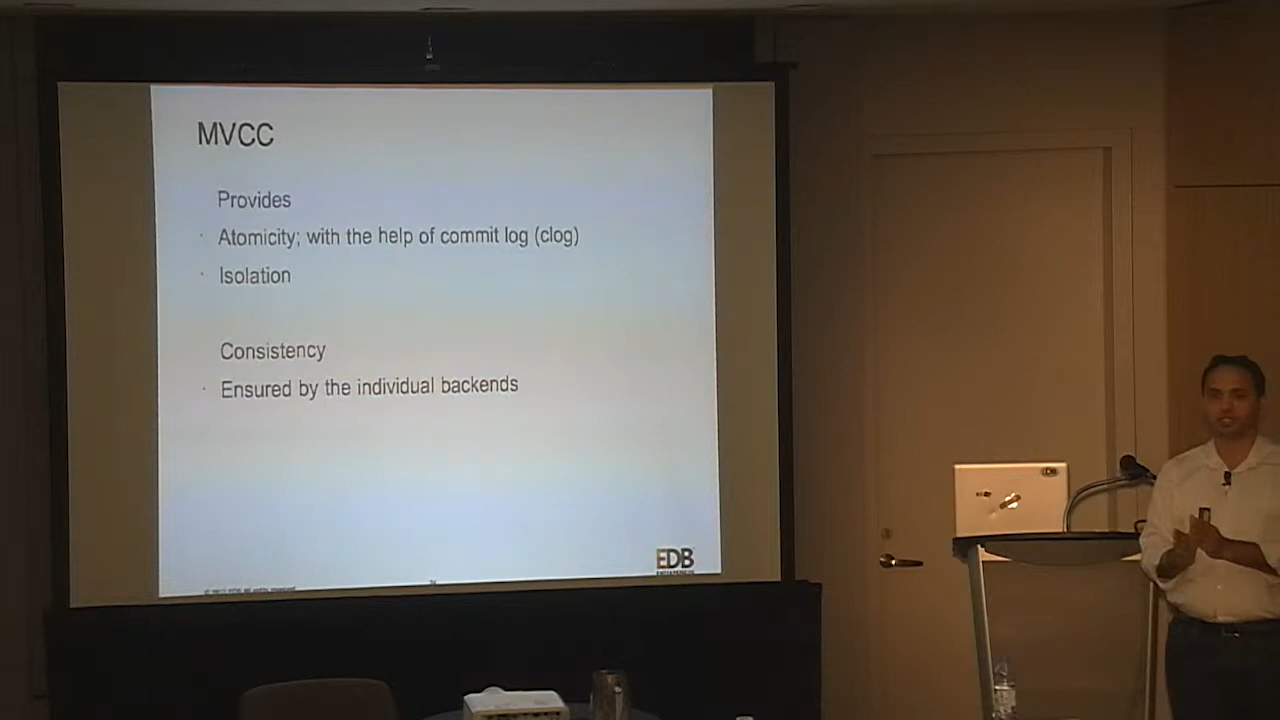 MVCC
Provides
· Atomicity; with the help of commit log (clog)
· Isolation
Consistency
· Ensured by the individual backends
EDB